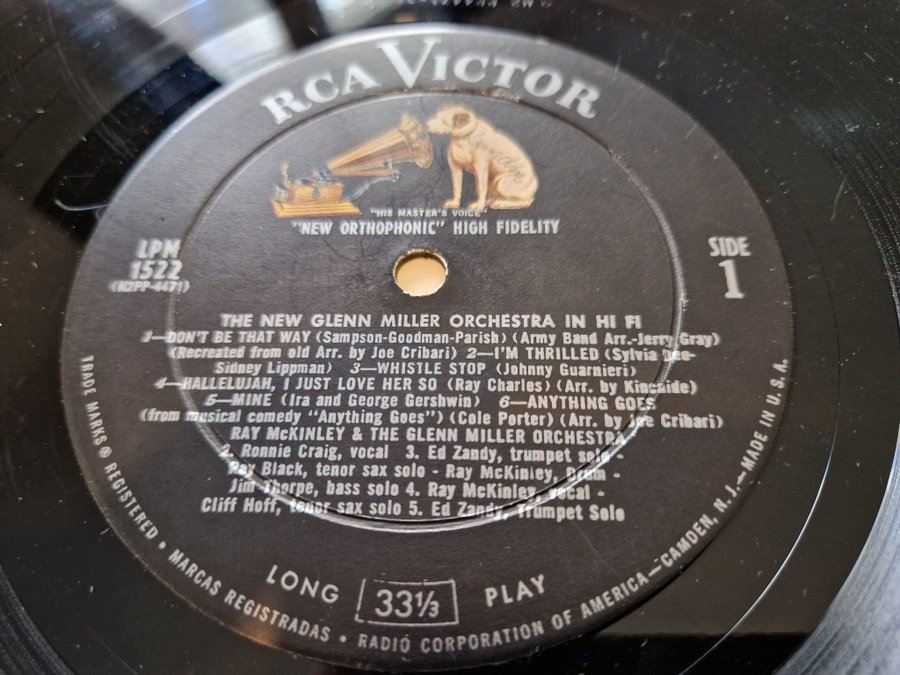 RCA VICTOR
"HIS MASTER'S VOICE"
"NEW ORTHOPHONIC" HIGH FIDELITY
LPM
1522
(H2PP-4471)
SIDE
1
THE NEW GLENN MILLER ORCHESTRA IN HI FI
1—DON'T BE THAT WAY (Sampson-Goodman-Parish) (Army Band Arr.-Jerry Gray)
(Recreated from old Arr. by Joe Cribari) 2—I'M THRILLED (Sylvia Dee-
Sidney Lippman) 3—WHISTLE STOP (Johnny Guarnieri)
4—HALLELUJAH, I JUST LOVE HER SO (Ray Charles) (Arr. by Kincaide)
5—MINE (Ira and George Gershwin) 6—ANYTHING GOES
(from musical comedy "Anything Goes") (Cole Porter) (Arr. by Joe Cribari)
RAY McKINLEY & THE GLENN MILLER ORCHESTRA
2. Ronnie Craig, vocal 3. Ed Zandy, trumpet solo -
Ray Black, tenor sax solo - Ray McKinley, Drum -
Jim Thorpe, bass solo 4. Ray McKinley, vocal -
Cliff Hoff, tenor sax solo 5. Ed Zandy, Trumpet Solo
LONG 33⅓ PLAY
TRADE MARKS ® REGISTERED • MARCAS REGISTRADAS • RADIO CORPORATION OF AMERICA—CAMDEN, N. J.—MADE IN U.S.A.